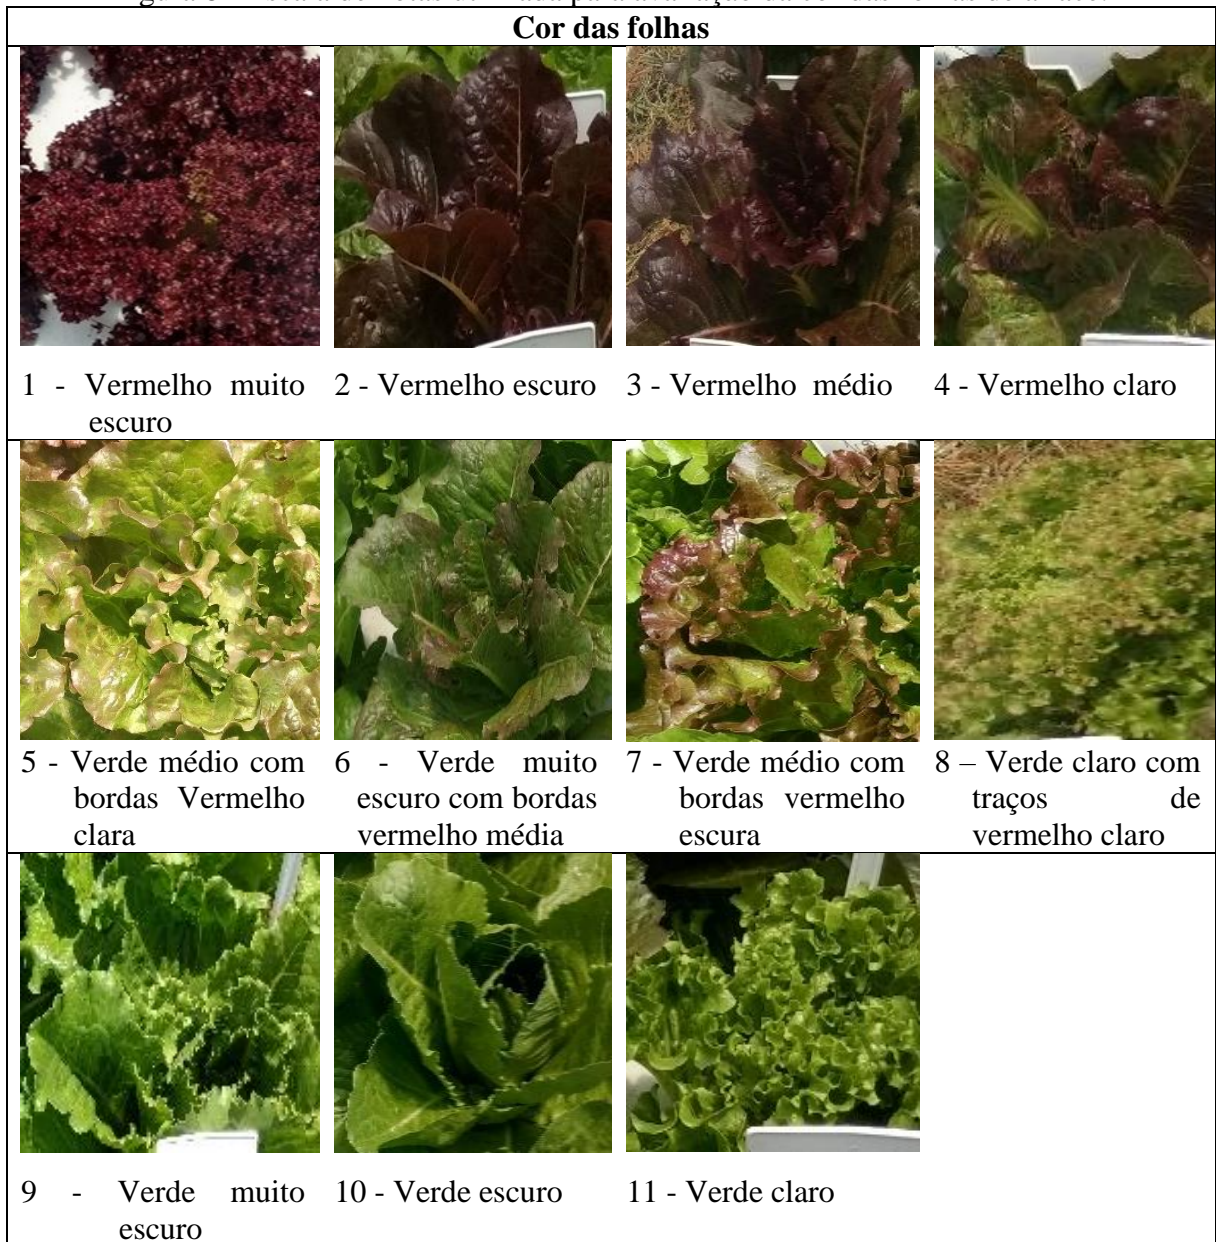 Cor das folhas
1 - Vermelho muito escuro
2 - Vermelho escuro
3 - Vermelho médio
4 - Vermelho claro
5 - Verde médio com bordas Vermelho clara
6 - Verde muito escuro com bordas vermelho média
7 - Verde médio com bordas vermelho escura
8 – Verde claro com traços de vermelho claro
9 - Verde muito escuro
10 - Verde escuro
11 - Verde claro